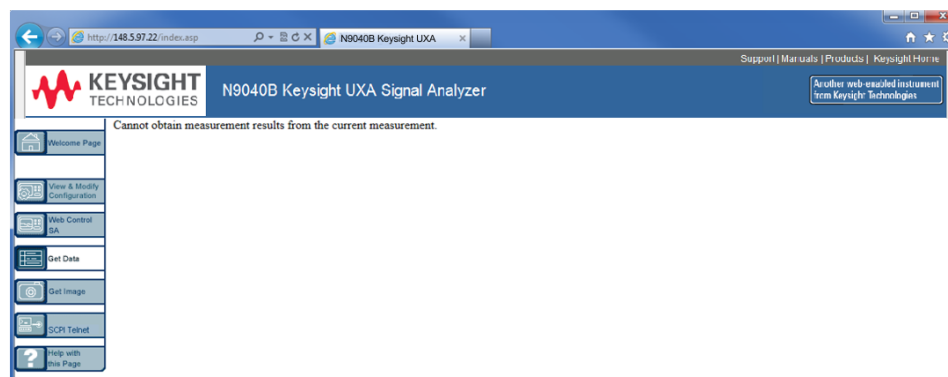 http://148.5.97.22/index.asp
N9040B Keysight UXA
Support | Manuals | Products | Keysight Home
KEYSIGHT
TECHNOLOGIES
N9040B Keysight UXA Signal Analyzer
Another web-enabled instrument
from Keysight Technologies
Cannot obtain measurement results from the current measurement.
Welcome Page
View & Modify
Configuration
Web Control
SA
Get Data
Get Image
SCPI Telnet
Help with
this Page